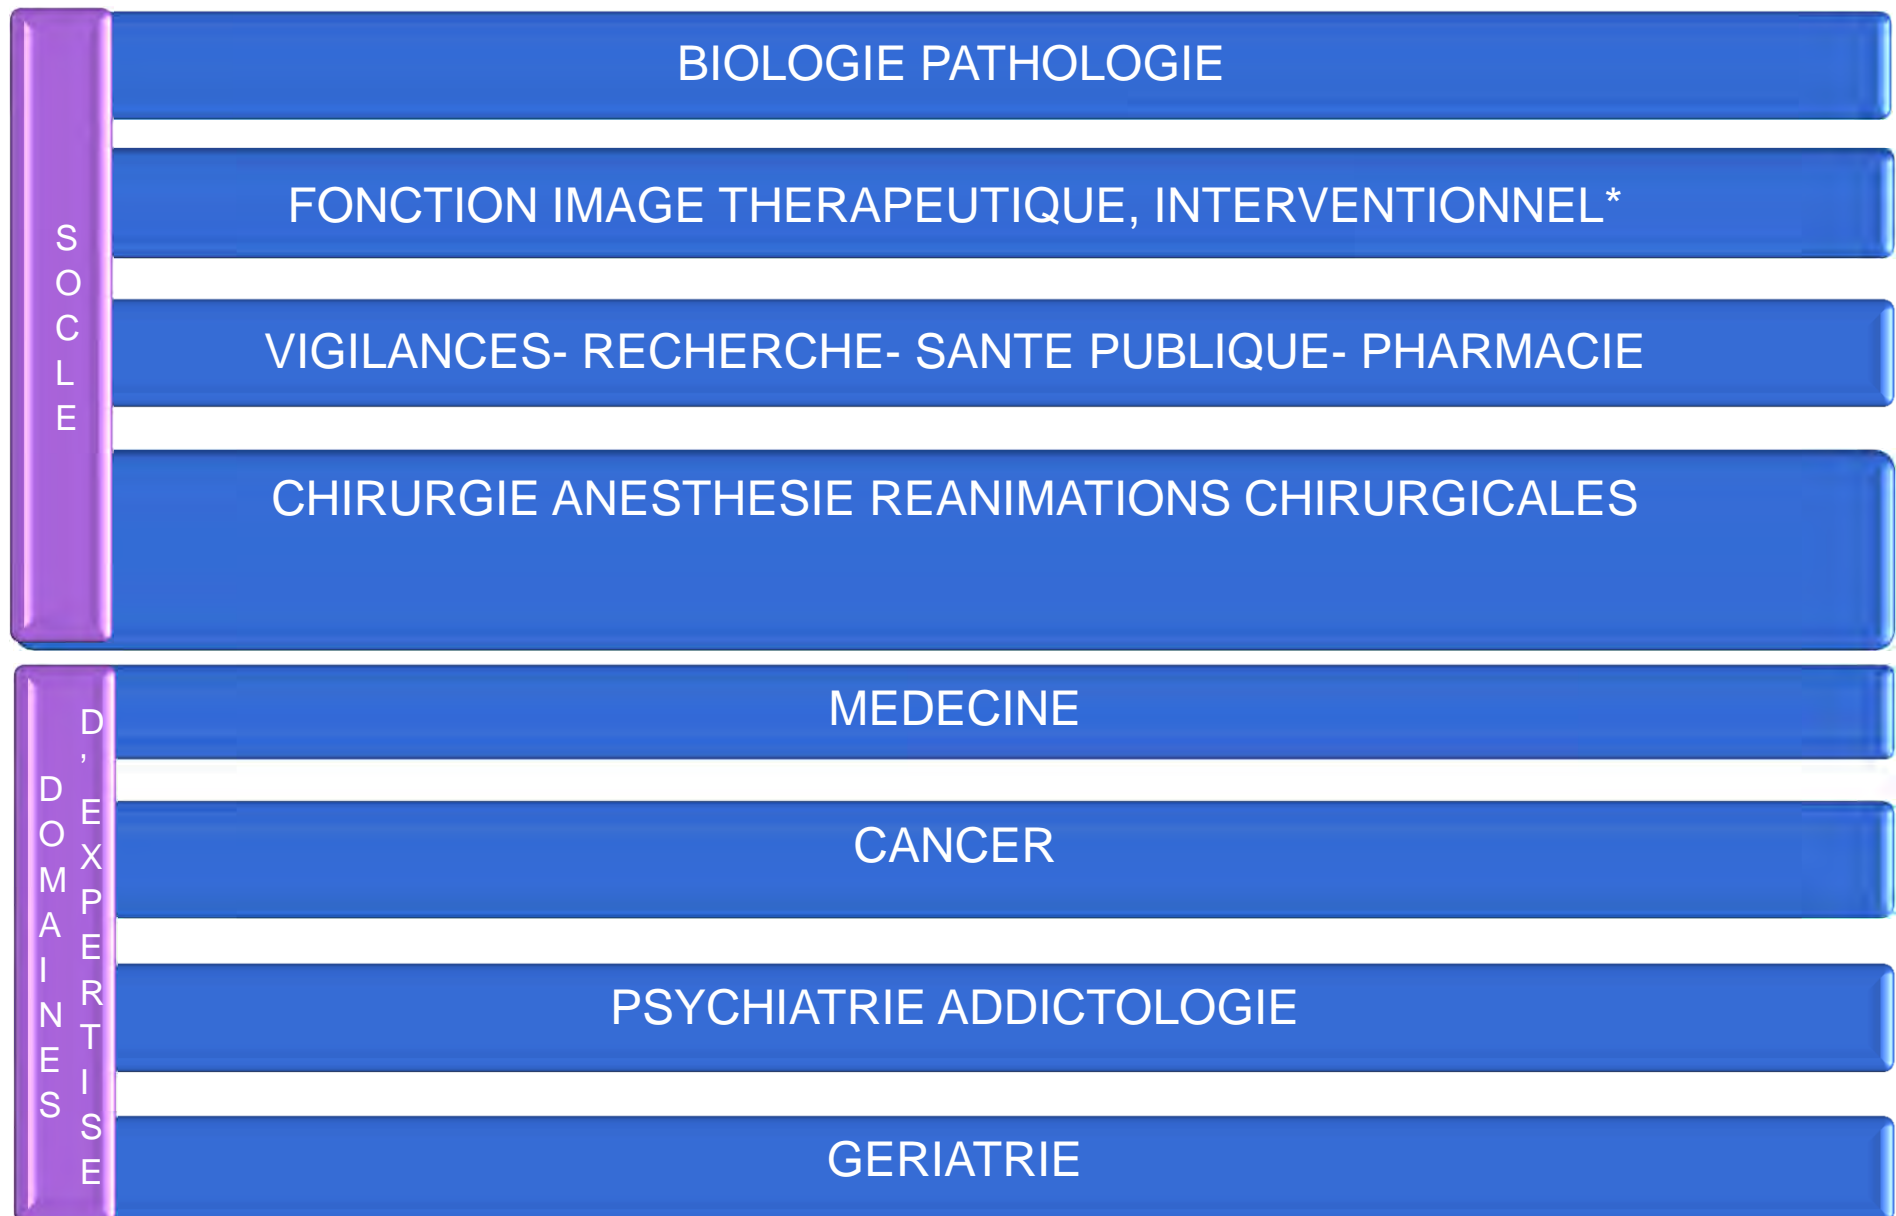 SOCLE
BIOLOGIE PATHOLOGIE
FONCTION IMAGE THERAPEUTIQUE, INTERVENTIONNEL*
VIGILANCES- RECHERCHE- SANTE PUBLIQUE- PHARMACIE
CHIRURGIE ANESTHESIE REANIMATIONS CHIRURGICALES
DOMAINES
D’EXPERTISE
MEDECINE
CANCER
PSYCHIATRIE ADDICTOLOGIE
GERIATRIE